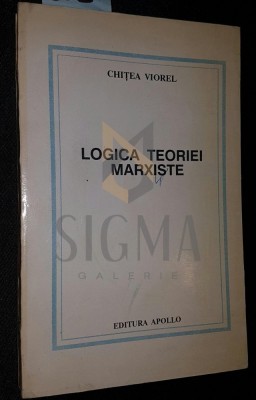 CHIȚEA VIOREL
LOGICA TEORIEI
MARXISTE
SIGMA
GALERIE
EDITURA APOLLO